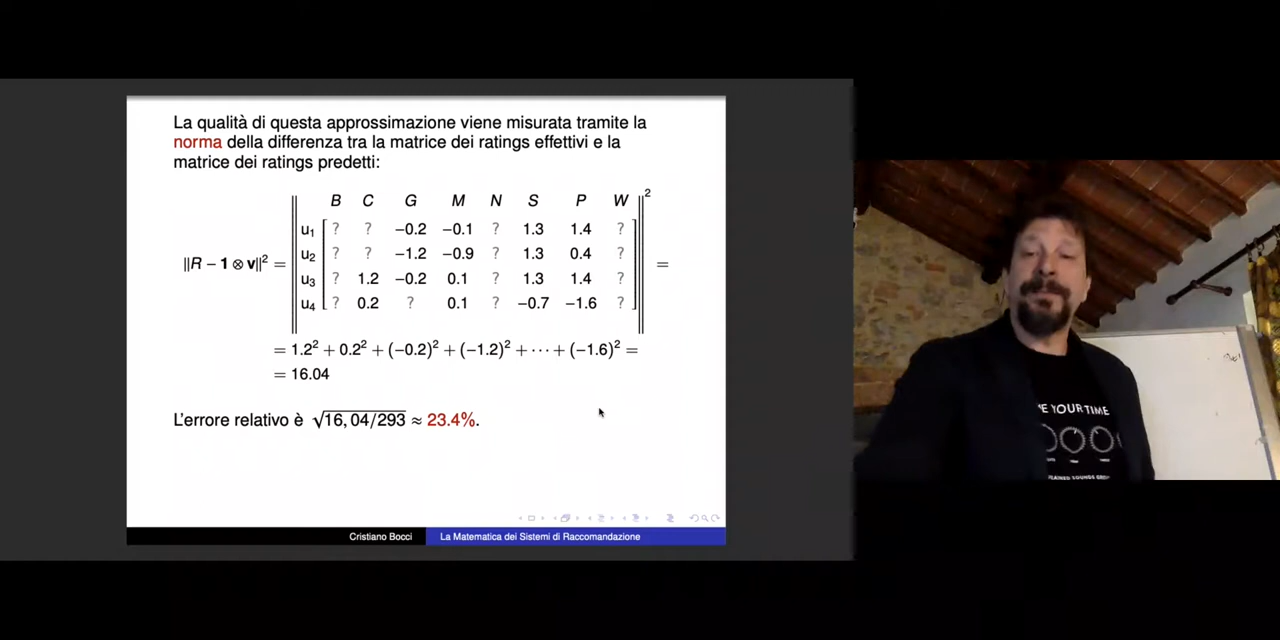 La qualità di questa approssimazione viene misurata tramite la
norma della differenza tra la matrice dei ratings effettivi e la
matrice dei ratings predetti:
B C G M N S P W
u₁ ? ? −0.2 −0.1 ? 1.3 1.4 ?
u₂ ? ? −1.2 −0.9 ? 1.3 0.4 ?
‖R − 1 ⊗ v‖² = ‖[ ]‖² =
u₃ ? 1.2 −0.2 0.1 ? 1.3 1.4 ?
u₄ ? 0.2 ? 0.1 ? −0.7 −1.6 ?
= 1.2² + 0.2² + (−0.2)² + (−1.2)² + ⋯ + (−1.6)² =
= 16.04
L'errore relativo è √16,04/293 ≈ 23.4%.
Cristiano Bocci La Matematica dei Sistemi di Raccomandazione
YOUR TIME
SOUNDS